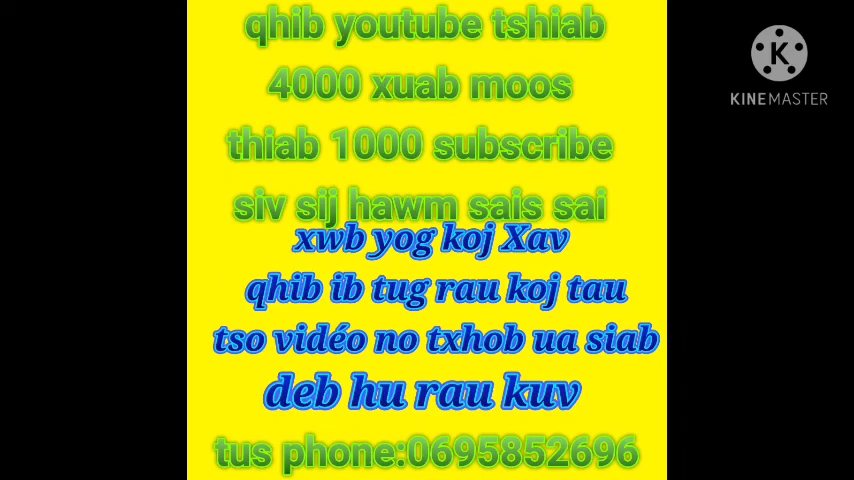 qhib youtube tshiab
4000 xuab moos
thiab 1000 subscribe
siv sij hawm sais sai
xwb yog koj Xav
qhib ib tug rau koj tau
tso vidéo no txhob ua siab
deb hu rau kuv
tus phone:0695852696
KINEMASTER